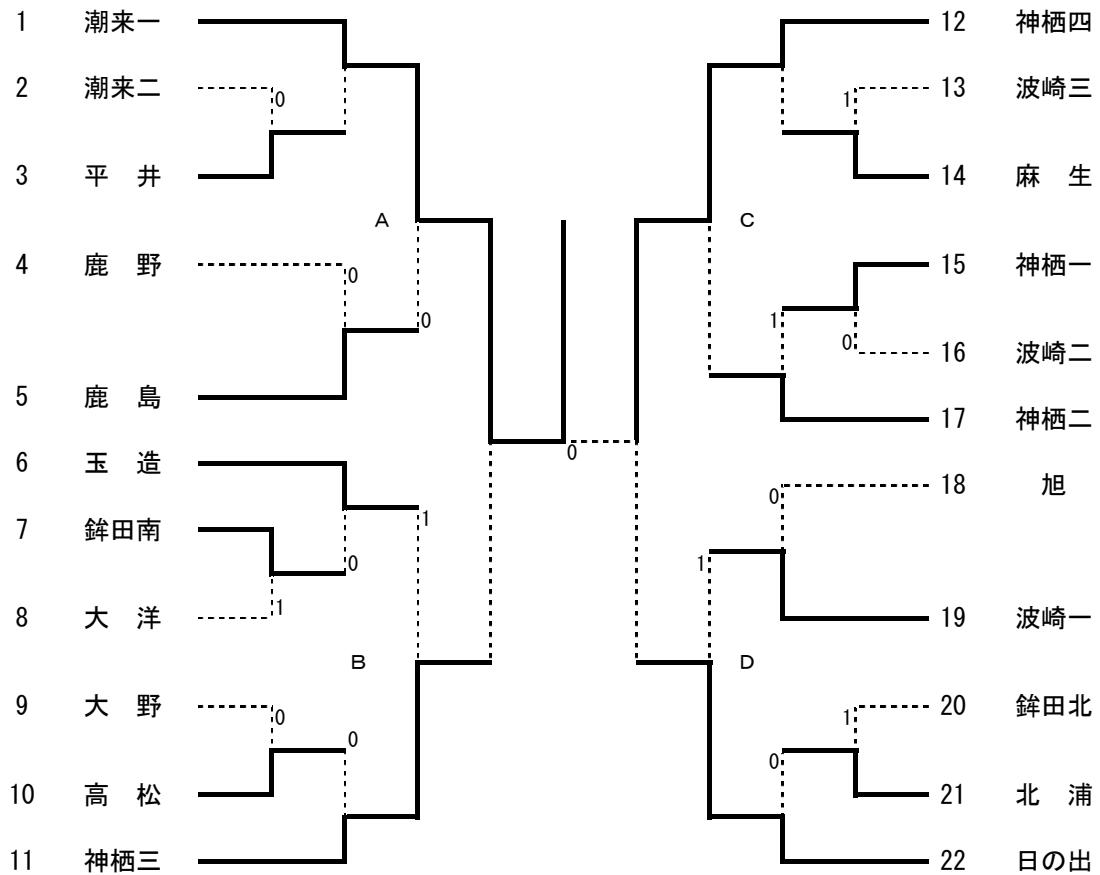 1 潮来一
2 潮来二
0
3 平　井
A
4 鹿　野
0
0
5 鹿　島
6 玉　造
7 鉾田南
1
0
8 大　洋
1
B
9 大　野
0
0
10 高　松
11 神栖三
0
12 神栖四
13 波崎三
1
14 麻　生
C
15 神栖一
1
0
16 波崎二
17 神栖二
18 旭
0
1
19 波崎一
D
20 鉾田北
1
0
21 北　浦
22 日の出